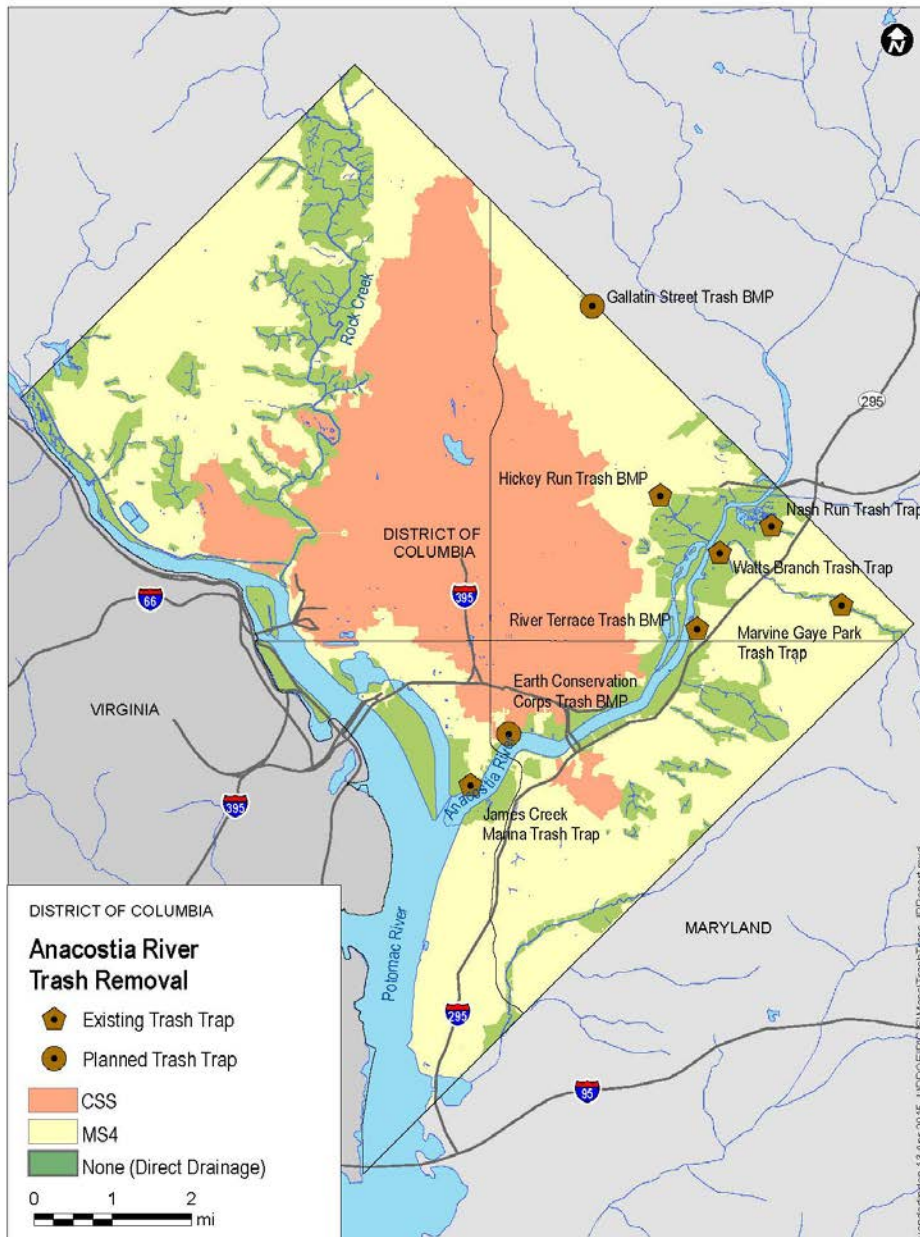 N
Rock Creek
Gallatin Street Trash BMP
295
Hickey Run Trash BMP
Nash Run Trash Trap
DISTRICT OF
COLUMBIA
Watts Branch Trash Trap
66
395
River Terrace Trash BMP
Marvine Gaye Park
Trash Trap
Earth Conservation
Corps Trash BMP
VIRGINIA
Anacostia River
395
James Creek
Marina Trash Trap
MARYLAND
Potomac River
295
95
DISTRICT OF COLUMBIA
Anacostia River
Trash Removal
Existing Trash Trap
Planned Trash Trap
CSS
MS4
None (Direct Drainage)
0 1 2
mi